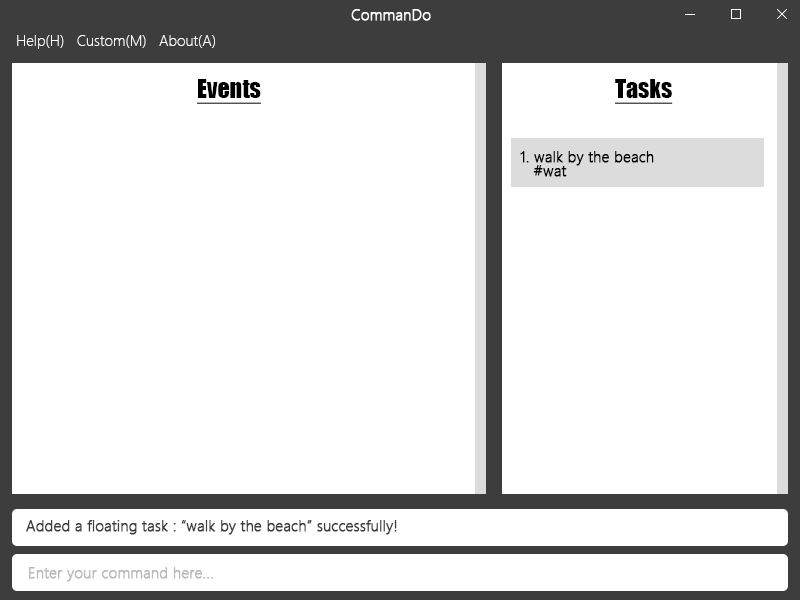 CommanDo
Help(H) Custom(M) About(A)
Events
Tasks
1. walk by the beach
#wat
Added a floating task : “walk by the beach” successfully!
Enter your command here...